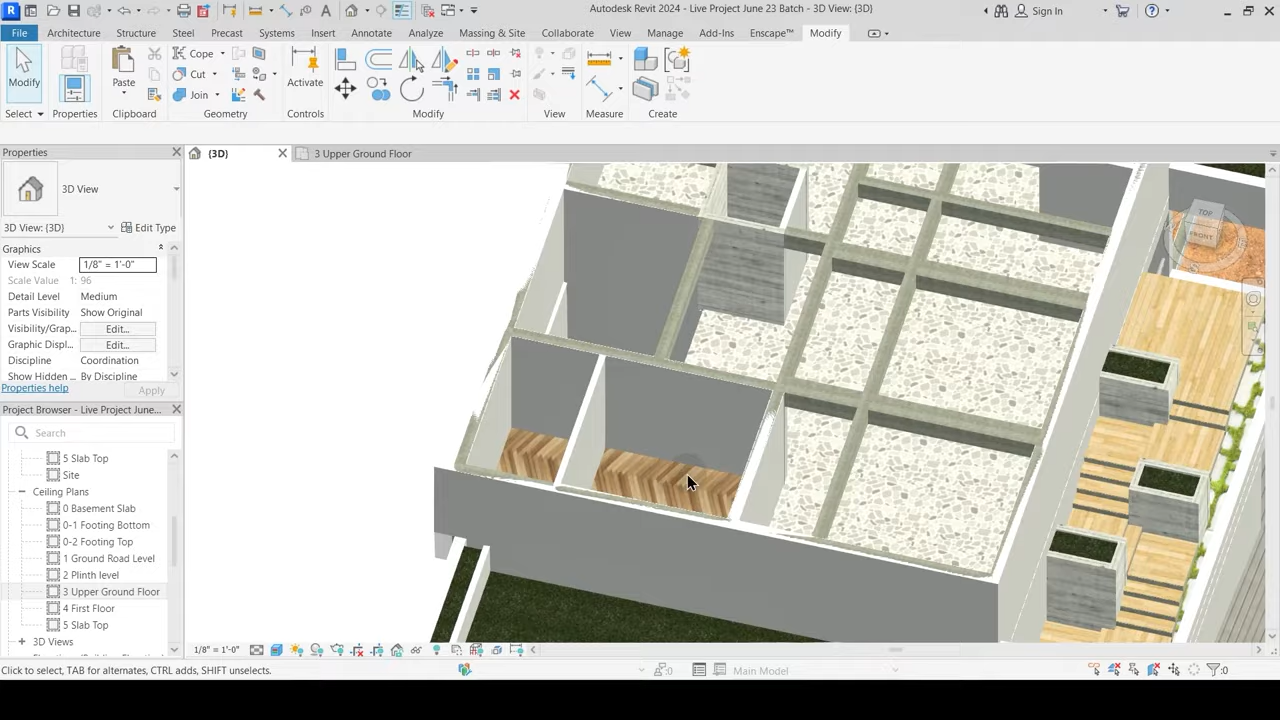 Autodesk Revit 2024 - Live Project June 23 Batch - 3D View: {3D}
Sign In
File Architecture Structure Steel Precast Systems Insert Annotate Analyze Massing & Site Collaborate View Manage Add-Ins Enscape™ Modify
Modify
Paste
Cope
Cut
Join
Activate
Select Properties Clipboard Geometry Controls Modify View Measure Create
Properties
(3D)
3 Upper Ground Floor
3D View
3D View: {3D}
Edit Type
Graphics
View Scale 1/8" = 1'-0"
Scale Value 1: 96
Detail Level Medium
Parts Visibility Show Original
Visibility/Grap... Edit...
Graphic Displ... Edit...
Discipline Coordination
Show Hidden By Discipline
Properties help
Apply
TOP
FRONT
Project Browser - Live Project June...
Search
5 Slab Top
Site
Ceiling Plans
0 Basement Slab
0-1 Footing Bottom
0-2 Footing Top
1 Ground Road Level
2 Plinth level
3 Upper Ground Floor
4 First Floor
5 Slab Top
3D Views
1/8" = 1'-0"
Click to select, TAB for alternates, CTRL adds, SHIFT unselects.
:0
Main Model
:0